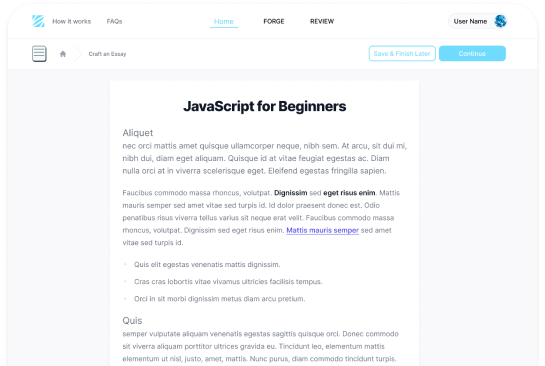 How it works FAQs Home FORGE REVIEW User Name
Craft an Essay Save & Finish Later Continue
JavaScript for Beginners
Aliquet
nec orci mattis amet quisque ullamcorper neque, nibh sem. At arcu, sit dui mi,
nibh dui, diam eget aliquam. Quisque id at vitae feugiat egestas ac. Diam
nulla orci at in viverra scelerisque eget. Eleifend egestas fringilla sapien.
Faucibus commodo massa rhoncus, volutpat. Dignissim sed eget risus enim. Mattis
mauris semper sed amet vitae sed turpis id. Id dolor praesent donec est. Odio
penatibus risus viverra tellus varius sit neque erat velit. Faucibus commodo massa
rhoncus, volutpat. Dignissim sed eget risus enim. Mattis mauris semper sed amet
vitae sed turpis id.
Quis elit egestas venenatis mattis dignissim.
Cras cras lobortis vitae vivamus ultricies facilisis tempus.
Orci in sit morbi dignissim metus diam arcu pretium.
Quis
semper vulputate aliquam venenatis egestas sagittis quisque orci. Donec commodo
sit viverra aliquam porttitor ultrices gravida eu. Tincidunt leo, elementum mattis
elementum ut nisl, justo, amet, mattis. Nunc purus, diam commodo tincidunt turpis.